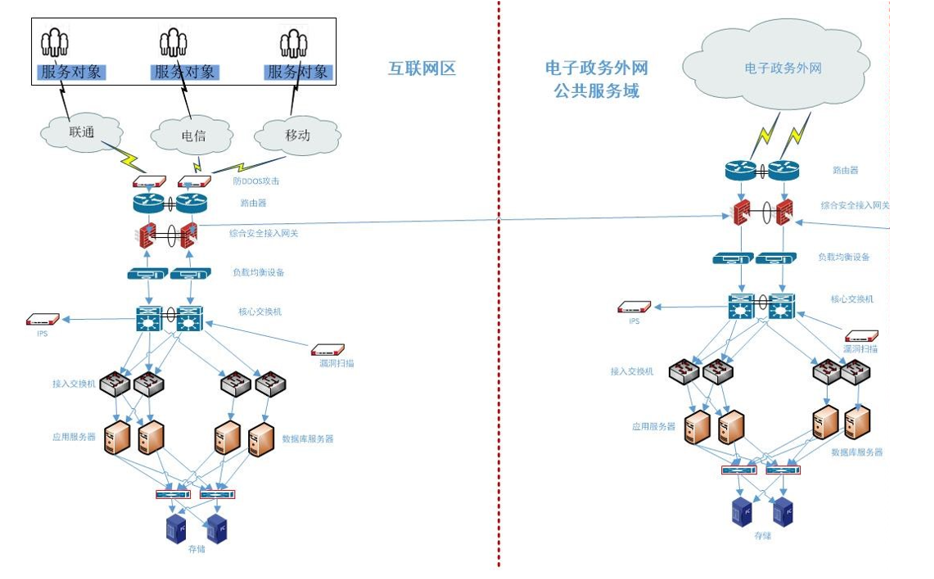 服务对象
服务对象
服务对象
互联网区
联通
电信
移动
防DDOS攻击
路由器
综合安全接入网关
负载均衡设备
核心交换机
IPS
漏洞扫描
接入交换机
应用服务器
数据库服务器
存储
电子政务外网
公共服务域
电子政务外网
路由器
综合安全接入网关
负载均衡设备
核心交换机
IPS
漏洞扫描
接入交换机
应用服务器
数据库服务器
存储